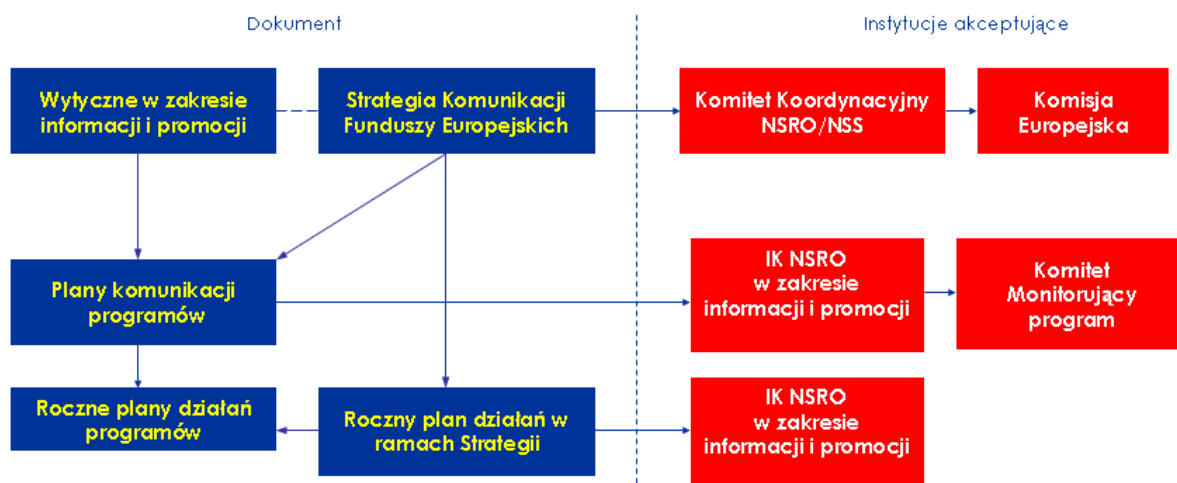 Dokument
Instytucje akceptujące
Wytyczne w zakresie
informacji i promocji
Strategia Komunikacji
Funduszy Europejskich
Komitet Koordynacyjny
NSRO/NSS
Komisja
Europejska
Plany komunikacji
programów
IK NSRO
w zakresie
informacji i promocji
Komitet
Monitorujący
program
Roczne plany działań
programów
Roczny plan działań w
ramach Strategii
IK NSRO
w zakresie
informacji i promocji